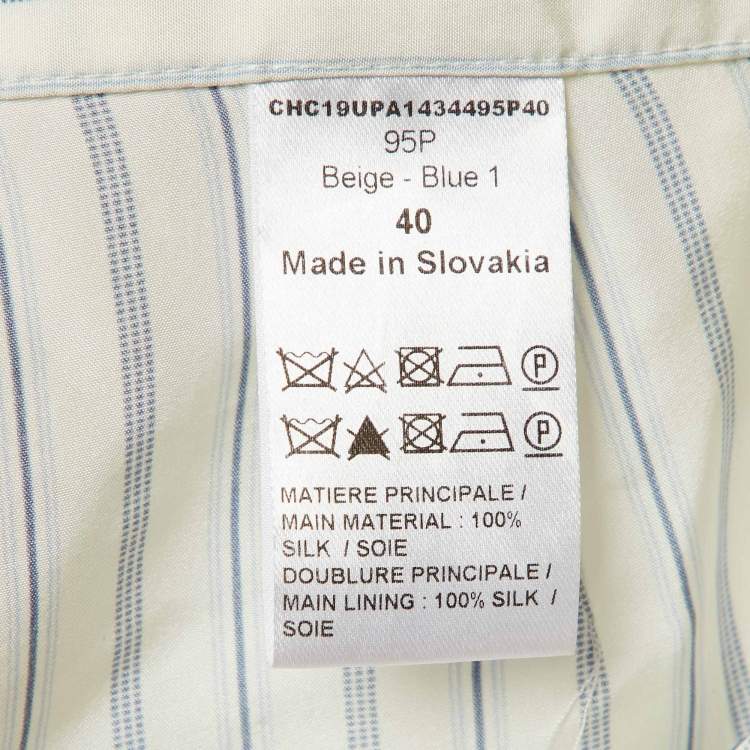 CHC19UPA1434495P40
95P
Beige - Blue 1
40
Made in Slovakia
P
P
MATIERE PRINCIPALE /
MAIN MATERIAL : 100%
SILK / SOIE
DOUBLURE PRINCIPALE /
MAIN LINING : 100% SILK /
SOIE